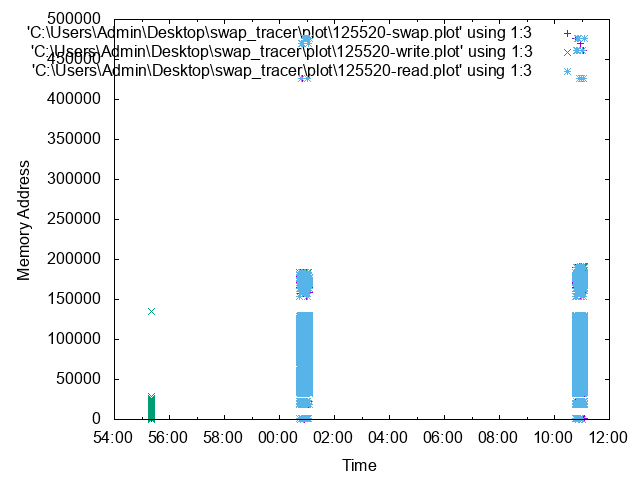 500000
'C:\Users\Admin\Desktop\swap_tracer\plot\125520-swap.plot' using 1:3
'C:\Users\Admin\Desktop\swap_tracer\plot\125520-write.plot' using 1:3
450000
'C:\Users\Admin\Desktop\swap_tracer\plot\125520-read.plot' using 1:3
400000
350000
300000
250000
200000
150000
100000
50000
0
Memory Address
54:00 56:00 58:00 00:00 02:00 04:00 06:00 08:00 10:00 12:00
Time